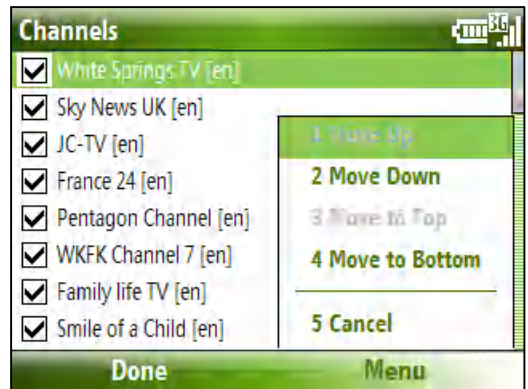 Channels
3G
White Springs TV [en]
Sky News UK [en]
JC-TV [en]
France 24 [en]
Pentagon Channel [en]
WKFK Channel 7 [en]
Family life TV [en]
Smile of a Child [en]
1 Move Up
2 Move Down
3 Move to Top
4 Move to Bottom
5 Cancel
Done
Menu